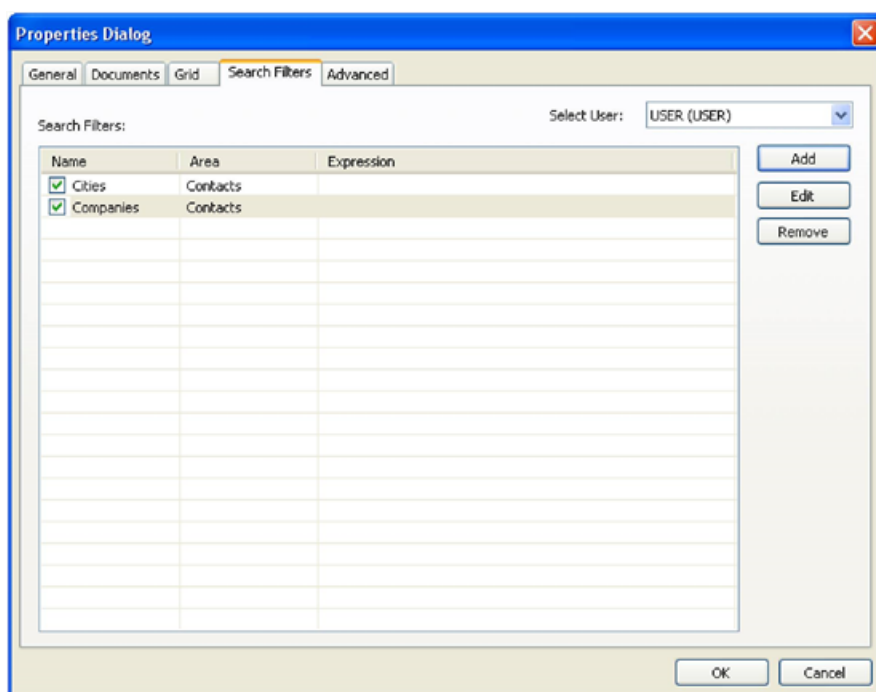 Properties Dialog
General Documents Grid Search Filters Advanced
Select User: USER (USER)
Search Filters:
Name Area Expression Add
Cities Contacts
Edit
Companies Contacts
Remove
OK Cancel